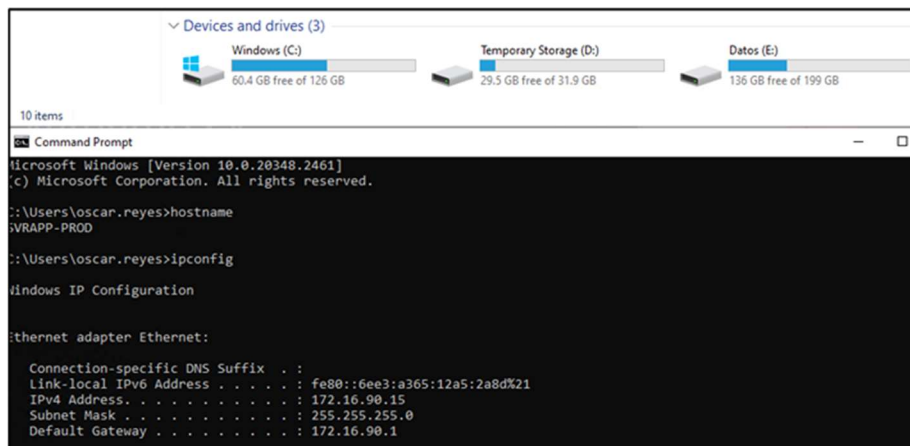 Devices and drives (3)
Windows (C:)
60.4 GB free of 126 GB
Temporary Storage (D:)
29.5 GB free of 31.9 GB
Datos (E:)
136 GB free of 199 GB
10 items
Command Prompt
Microsoft Windows [Version 10.0.20348.2461]
(c) Microsoft Corporation. All rights reserved.
C:\Users\oscar.reyes>hostname
SVRAPP-PROD
C:\Users\oscar.reyes>ipconfig
Windows IP Configuration
Ethernet adapter Ethernet:
Connection-specific DNS Suffix . :
Link-local IPv6 Address . . . . . : fe80::6ee3:a365:12a5:2a8d%21
IPv4 Address. . . . . . . . . . . : 172.16.90.15
Subnet Mask . . . . . . . . . . . : 255.255.255.0
Default Gateway . . . . . . . . . : 172.16.90.1